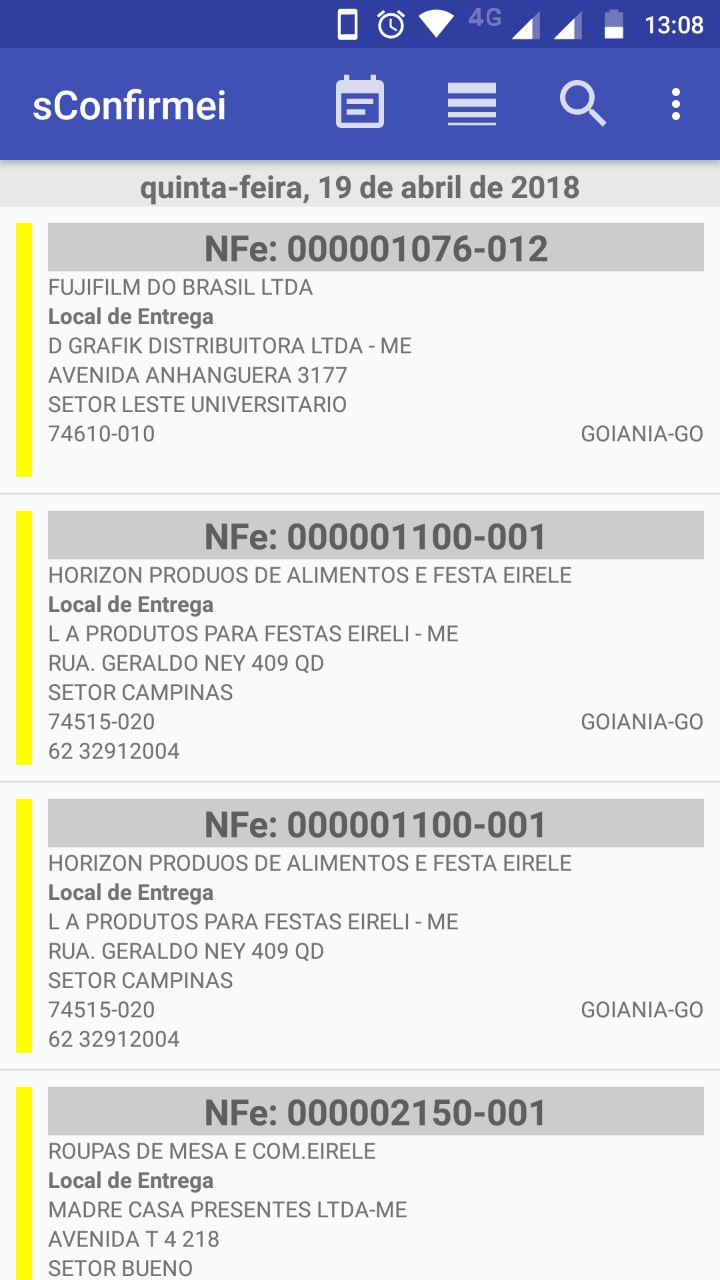 4G 13:08
sConfirmei
quinta-feira, 19 de abril de 2018
NFe: 000001076-012
FUJIFILM DO BRASIL LTDA
Local de Entrega
D GRAFIK DISTRIBUITORA LTDA - ME
AVENIDA ANHANGUERA 3177
SETOR LESTE UNIVERSITARIO
74610-010 GOIANIA-GO
NFe: 000001100-001
HORIZON PRODUOS DE ALIMENTOS E FESTA EIRELE
Local de Entrega
L A PRODUTOS PARA FESTAS EIRELI - ME
RUA. GERALDO NEY 409 QD
SETOR CAMPINAS
74515-020 GOIANIA-GO
62 32912004
NFe: 000001100-001
HORIZON PRODUOS DE ALIMENTOS E FESTA EIRELE
Local de Entrega
L A PRODUTOS PARA FESTAS EIRELI - ME
RUA. GERALDO NEY 409 QD
SETOR CAMPINAS
74515-020 GOIANIA-GO
62 32912004
NFe: 000002150-001
ROUPAS DE MESA E COM.EIRELE
Local de Entrega
MADRE CASA PRESENTES LTDA-ME
AVENIDA T 4 218
SETOR BUENO